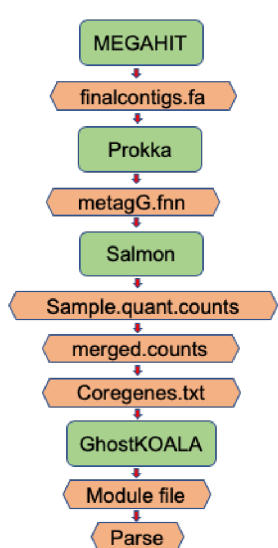 MEGAHIT
finalcontigs.fa
Prokka
metagG.fnn
Salmon
Sample.quant.counts
merged.counts
Coregenes.txt
GhostKOALA
Module file
Parse